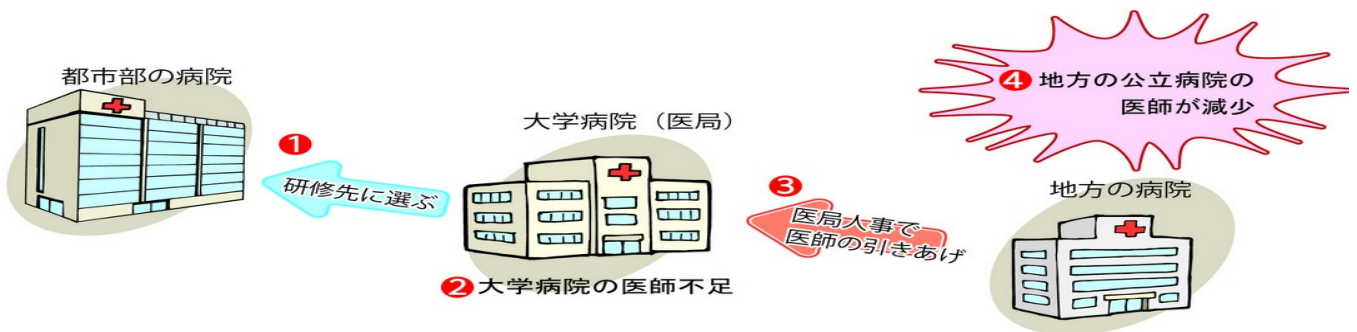 都市部の病院
❶
研修先に選ぶ
大学病院（医局）
❷大学病院の医師不足
❸
医局人事で
医師の引きあげ
❹地方の公立病院の
医師が減少
地方の病院